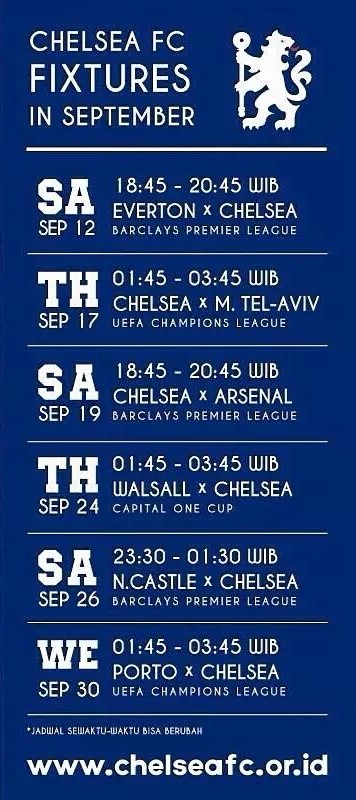 CHELSEA FC
FIXTURES
IN SEPTEMBER
SA
SEP 12
18:45 - 20:45 WIB
EVERTON x CHELSEA
BARCLAYS PREMIER LEAGUE
TH
SEP 17
01:45 - 03:45 WIB
CHELSEA x M. TEL-AVIV
UEFA CHAMPIONS LEAGUE
SA
SEP 19
18:45 - 20:45 WIB
CHELSEA x ARSENAL
BARCLAYS PREMIER LEAGUE
TH
SEP 24
01:45 - 03:45 WIB
WALSALL x CHELSEA
CAPITAL ONE CUP
SA
SEP 26
23:30 - 01:30 WIB
N.CASTLE x CHELSEA
BARCLAYS PREMIER LEAGUE
WE
SEP 30
01:45 - 03:45 WIB
PORTO x CHELSEA
UEFA CHAMPIONS LEAGUE
*JADWAL SEWAKTU-WAKTU BISA BERUBAH
www.chelseafc.or.id